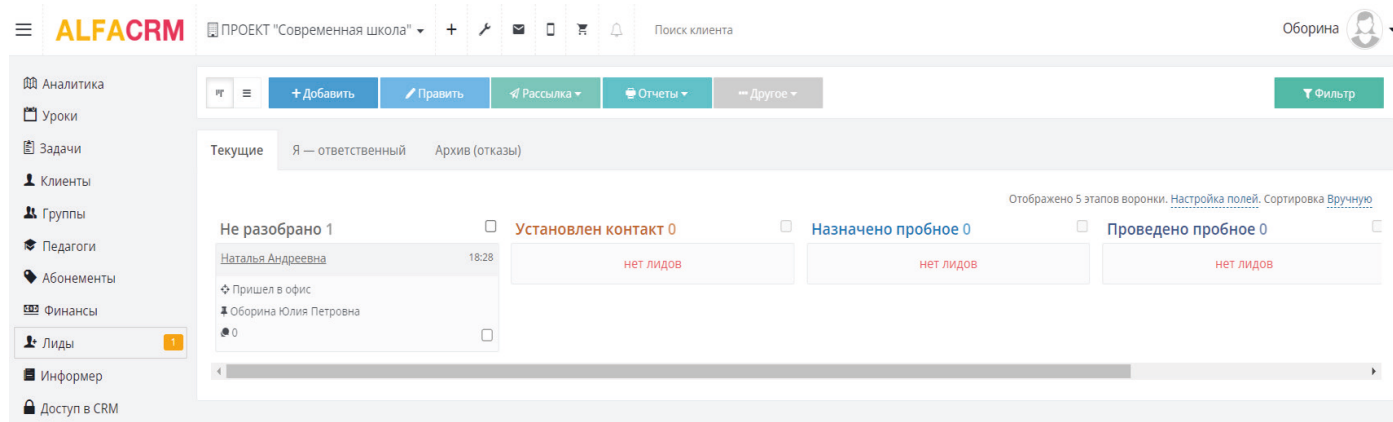 ALFACRM
ПРОЕКТ "Современная школа"
Поиск клиента
Оборина
Аналитика
Уроки
Задачи
Клиенты
Группы
Педагоги
Абонементы
Финансы
Лиды 1
Информер
Доступ в CRM
+Добавить
Править
Рассылка
Отчеты
Другое
Фильтр
Текущие
Я — ответственный
Архив (отказы)
Отображено 5 этапов воронки. Настройка полей. Сортировка Вручную
Не разобрано 1
Наталья Андреевна 18:28
Пришел в офис
Оборина Юлия Петровна
0
Установлен контакт 0
нет лидов
Назначено пробное 0
нет лидов
Проведено пробное 0
нет лидов